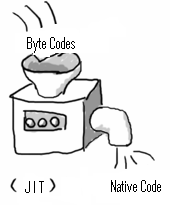 Byte Codes
( JIT )
Native Code